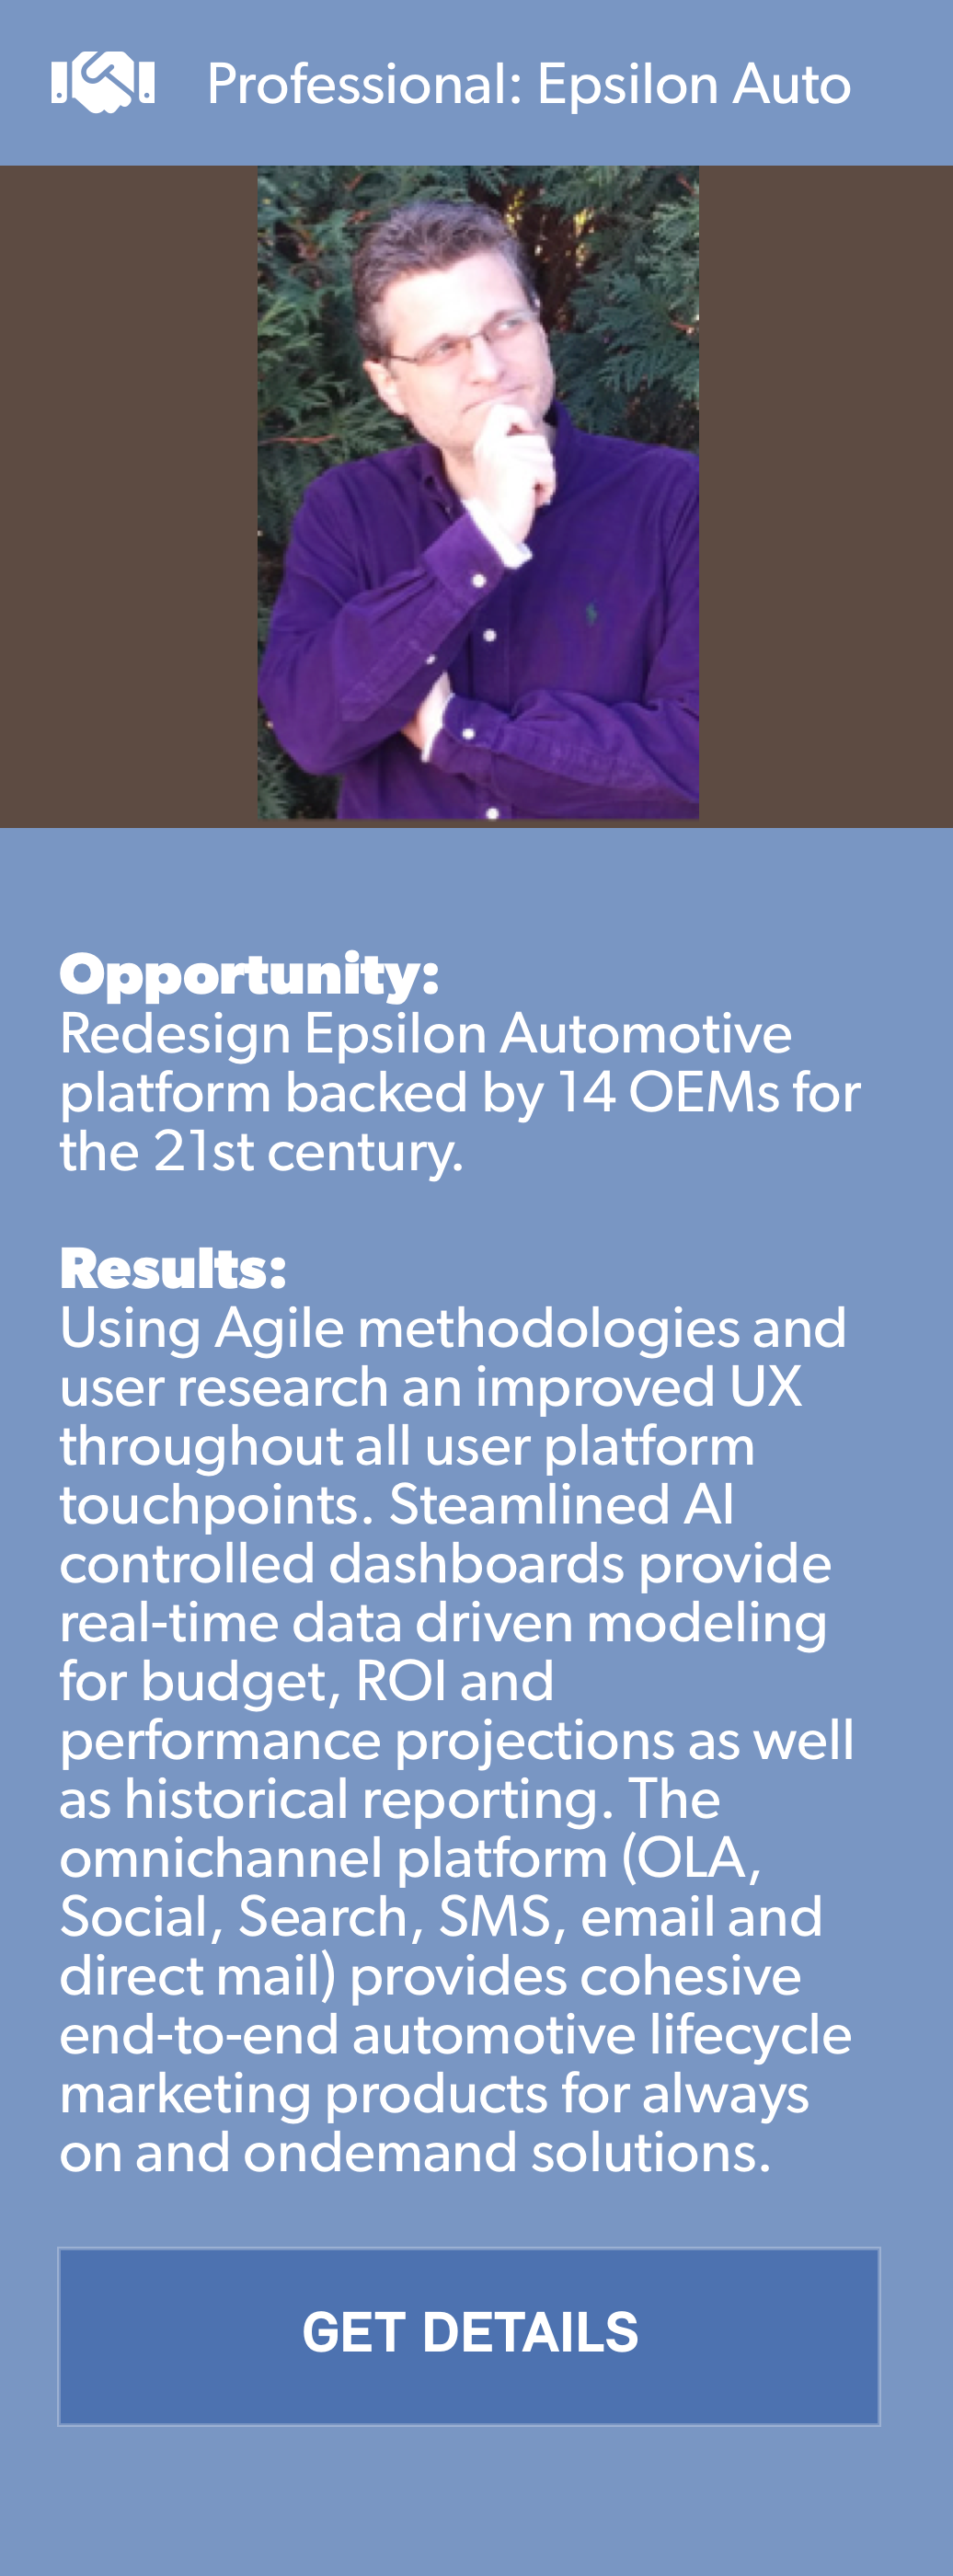 Professional: Epsilon Auto
Opportunity:
Redesign Epsilon Automotive
platform backed by 14 OEMs for
the 21st century.
Results:
Using Agile methodologies and
user research an improved UX
throughout all user platform
touchpoints. Steamlined AI
controlled dashboards provide
real-time data driven modeling
for budget, ROI and
performance projections as well
as historical reporting. The
omnichannel platform (OLA,
Social, Search, SMS, email and
direct mail) provides cohesive
end-to-end automotive lifecycle
marketing products for always
on and ondemand solutions.
GET DETAILS